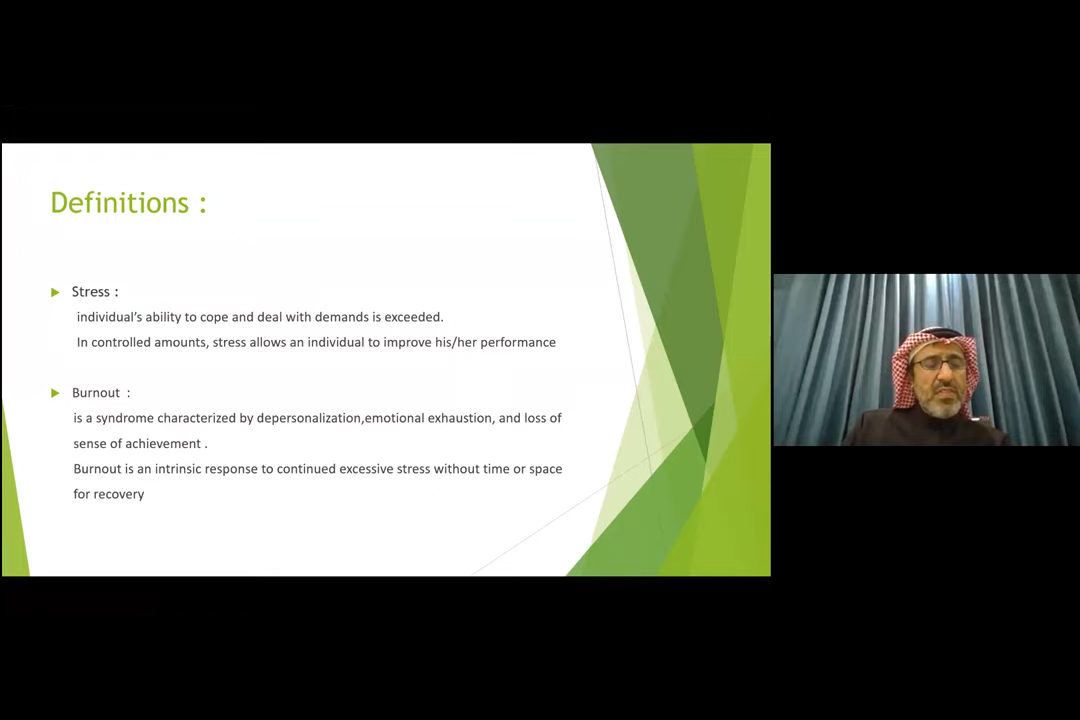 Definitions :
Stress :
individual's ability to cope and deal with demands is exceeded.
In controlled amounts, stress allows an individual to improve his/her performance
Burnout :
is a syndrome characterized by depersonalization,emotional exhaustion, and loss of
sense of achievement .
Burnout is an intrinsic response to continued excessive stress without time or space
for recovery